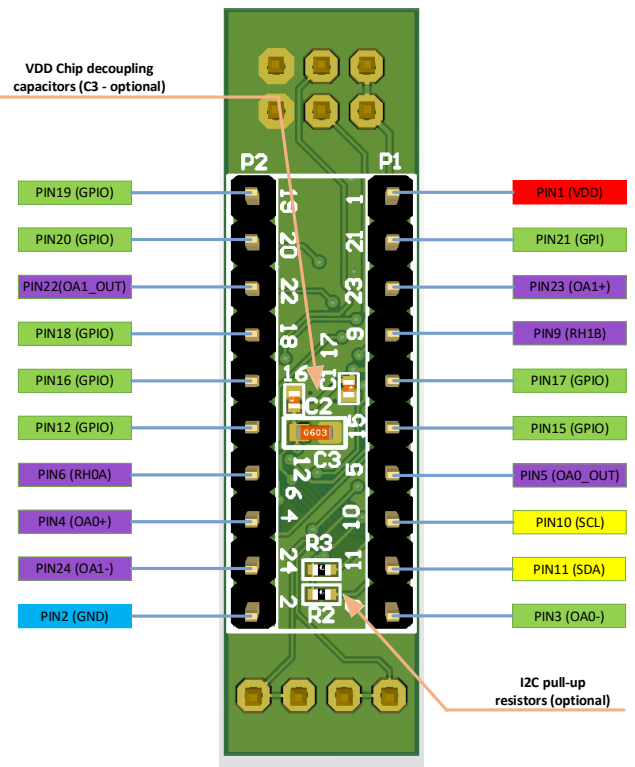 VDD Chip decoupling
capacitors (C3 - optional)
P2
P1
PIN19 (GPIO)
19
1
PIN1 (VDD)
PIN20 (GPIO)
20
21
PIN21 (GPI)
PIN22(OA1_OUT)
22
23
PIN23 (OA1+)
PIN18 (GPIO)
18
17
9
PIN9 (RH1B)
PIN16 (GPIO)
16
C1
PIN17 (GPIO)
C2
PIN12 (GPIO)
0603
15
PIN15 (GPIO)
C3
PIN6 (RH0A)
12
5
PIN5 (OA0_OUT)
6
PIN4 (OA0+)
4
10
PIN10 (SCL)
R3
PIN24 (OA1-)
24
11
PIN11 (SDA)
PIN2 (GND)
2
R2
PIN3 (OA0-)
I2C pull-up
resistors (optional)